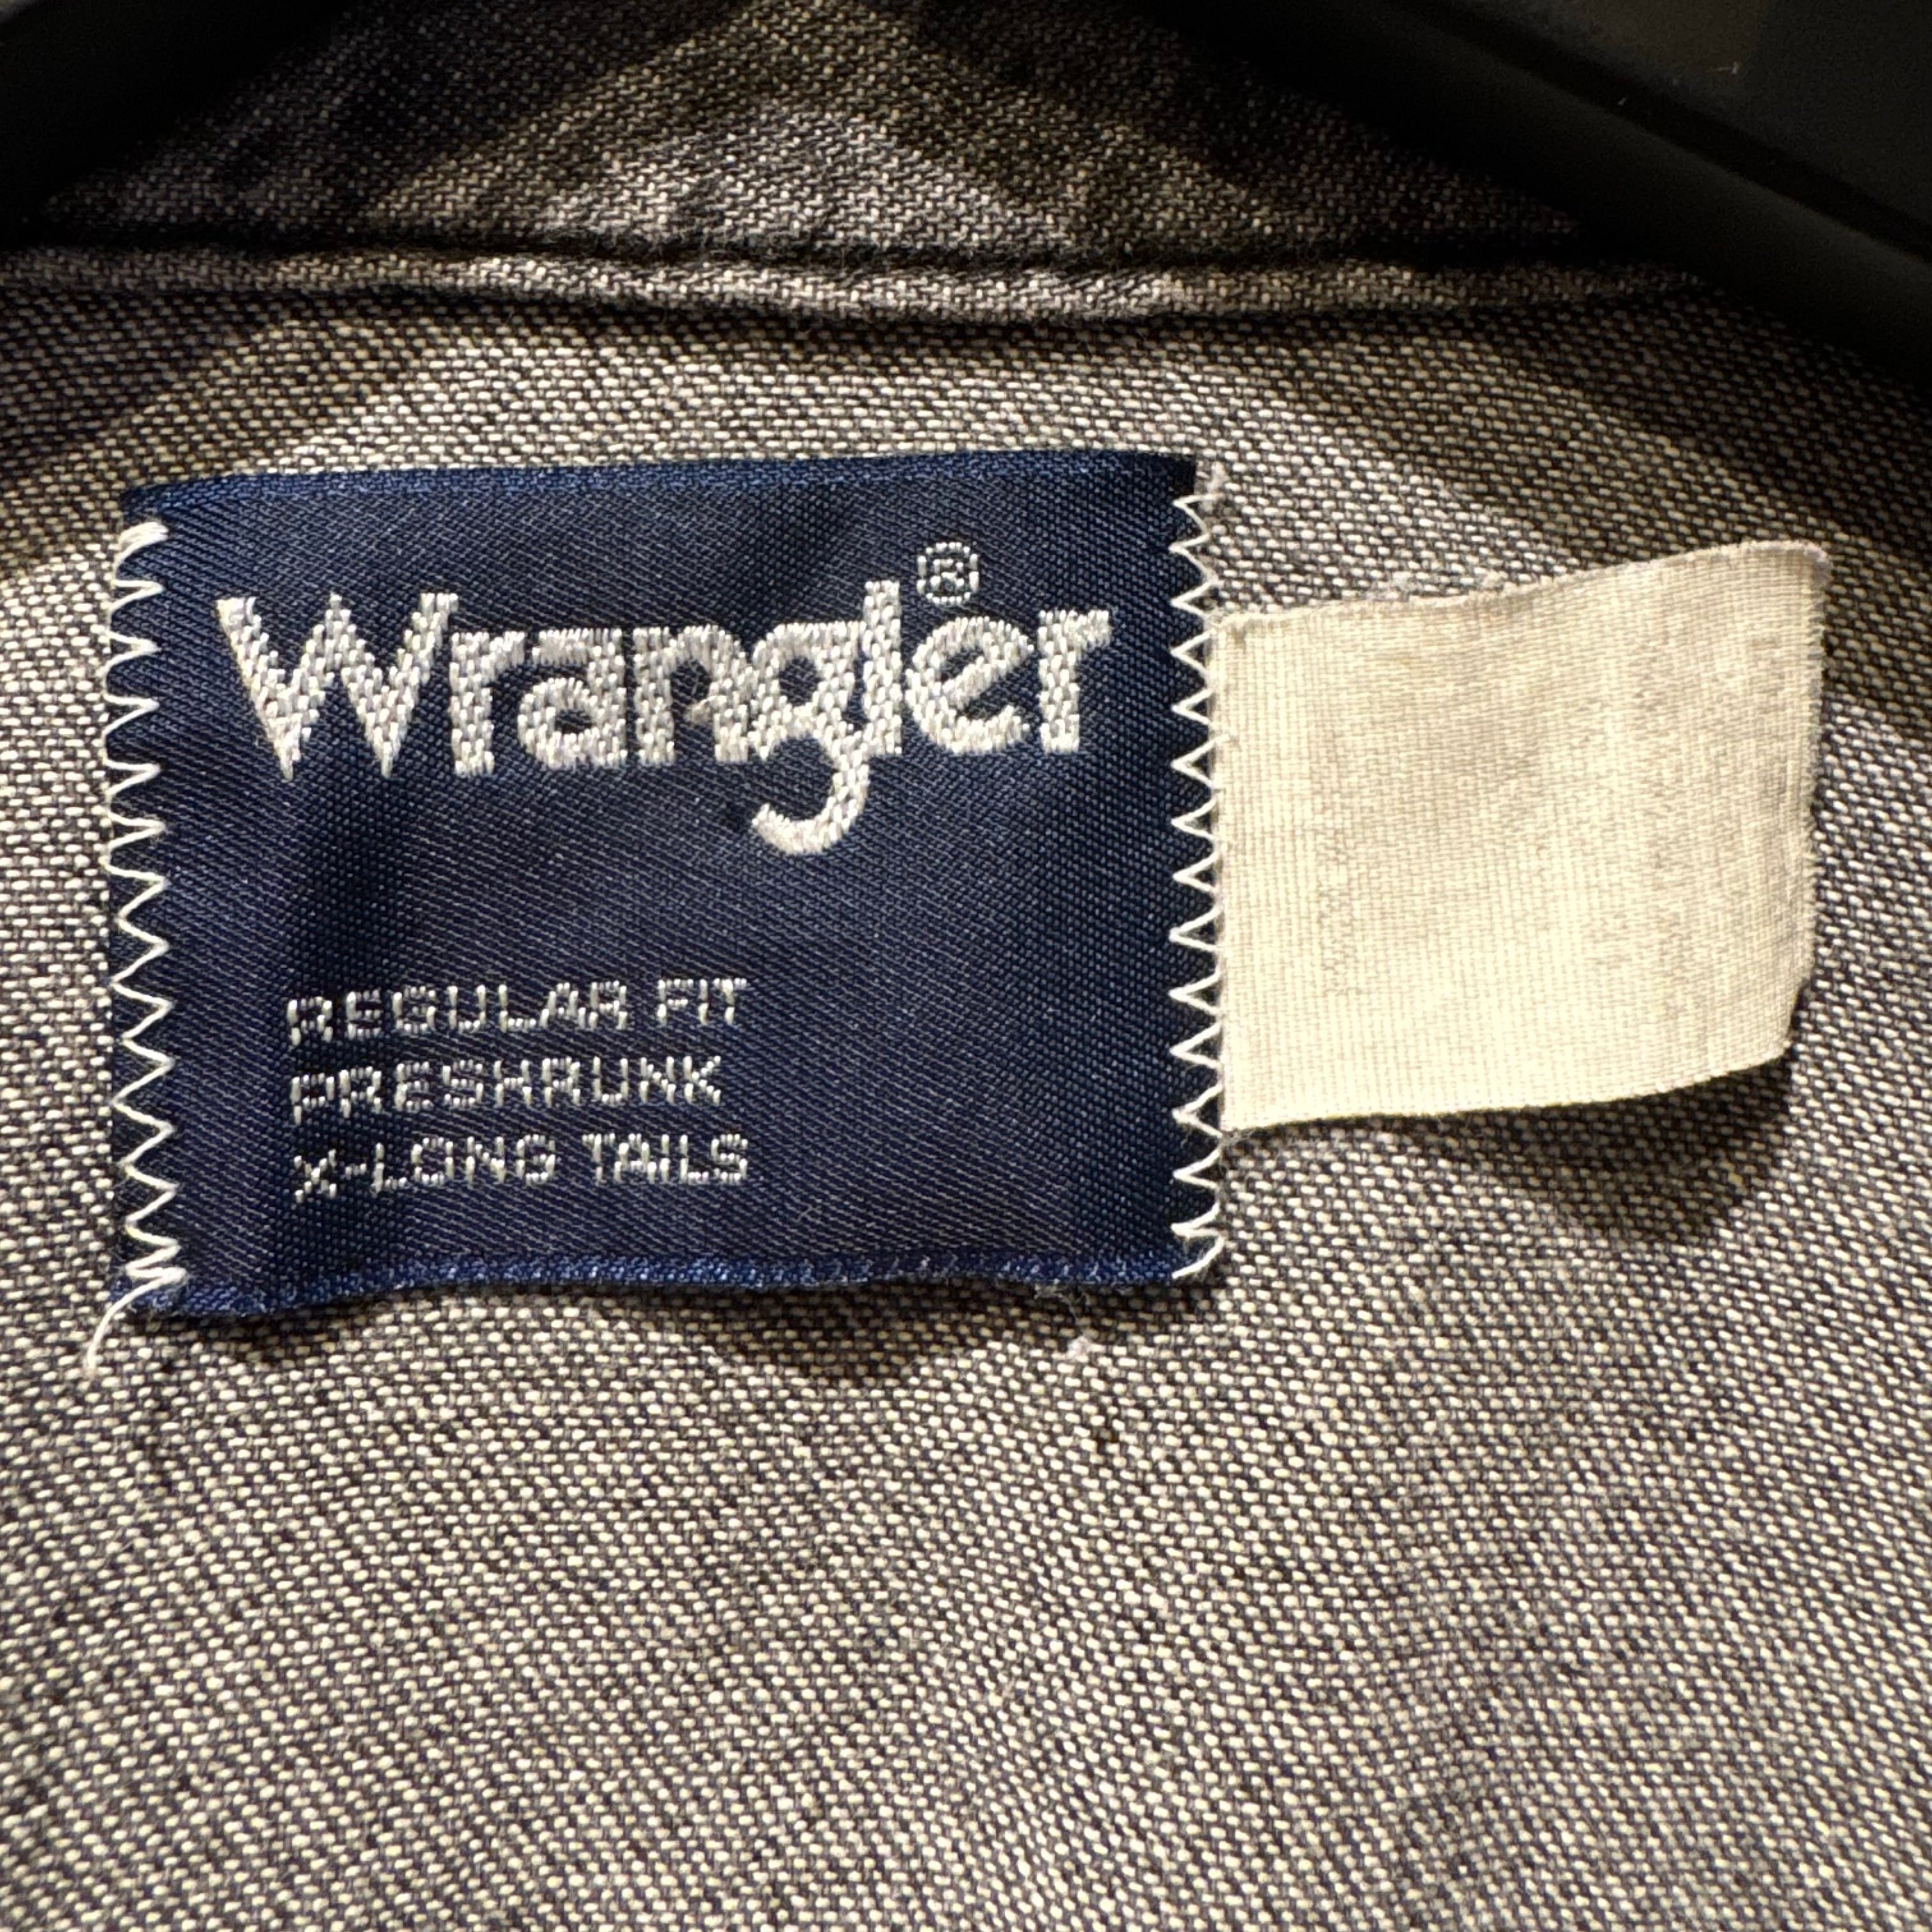 Wrangler®
REGULAR FIT
PRESHRUNK
X-LONG TAILS